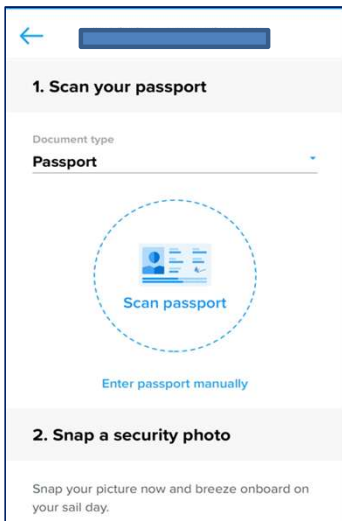 1. Scan your passport
Document type
Passport
Scan passport
Enter passport manually
2. Snap a security photo
Snap your picture now and breeze onboard on
your sail day.